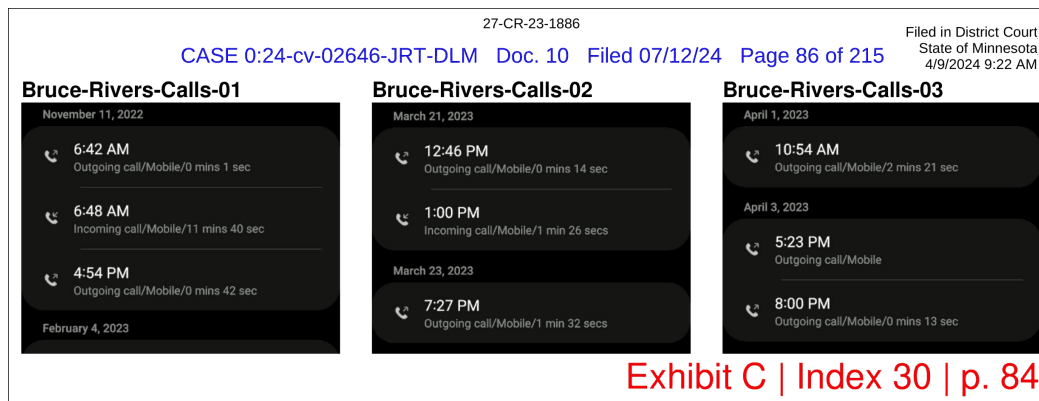 27-CR-23-1886
Filed in District Court
State of Minnesota
4/9/2024 9:22 AM
CASE 0:24-cv-02646-JRT-DLM Doc. 10 Filed 07/12/24 Page 86 of 215
Bruce-Rivers-Calls-01
November 11, 2022
6:42 AM
Outgoing call/Mobile/0 mins 1 sec
6:48 AM
Incoming call/Mobile/11 mins 40 sec
4:54 PM
Outgoing call/Mobile/0 mins 42 sec
February 4, 2023
Bruce-Rivers-Calls-02
March 21, 2023
12:46 PM
Outgoing call/Mobile/0 mins 14 sec
1:00 PM
Incoming call/Mobile/1 min 26 secs
March 23, 2023
7:27 PM
Outgoing call/Mobile/1 min 32 secs
Bruce-Rivers-Calls-03
April 1, 2023
10:54 AM
Outgoing call/Mobile/2 mins 21 sec
April 3, 2023
5:23 PM
Outgoing call/Mobile
8:00 PM
Outgoing call/Mobile/0 mins 13 sec
Exhibit C | Index 30 | p. 84